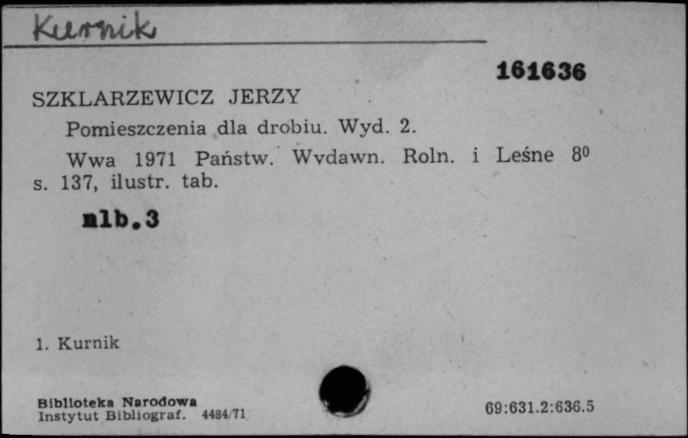 Kurnik
161636
SZKLARZEWICZ JERZY
Pomieszczenia dla drobiu. Wyd. 2.
Wwa 1971 Państw. Wydawn. Roln. i Leśne 8⁰
s. 137, ilustr. tab.
nlb.3
1. Kurnik
Biblioteka Narodowa
Instytut Bibliograf. 4484/71
69:631.2:636.5